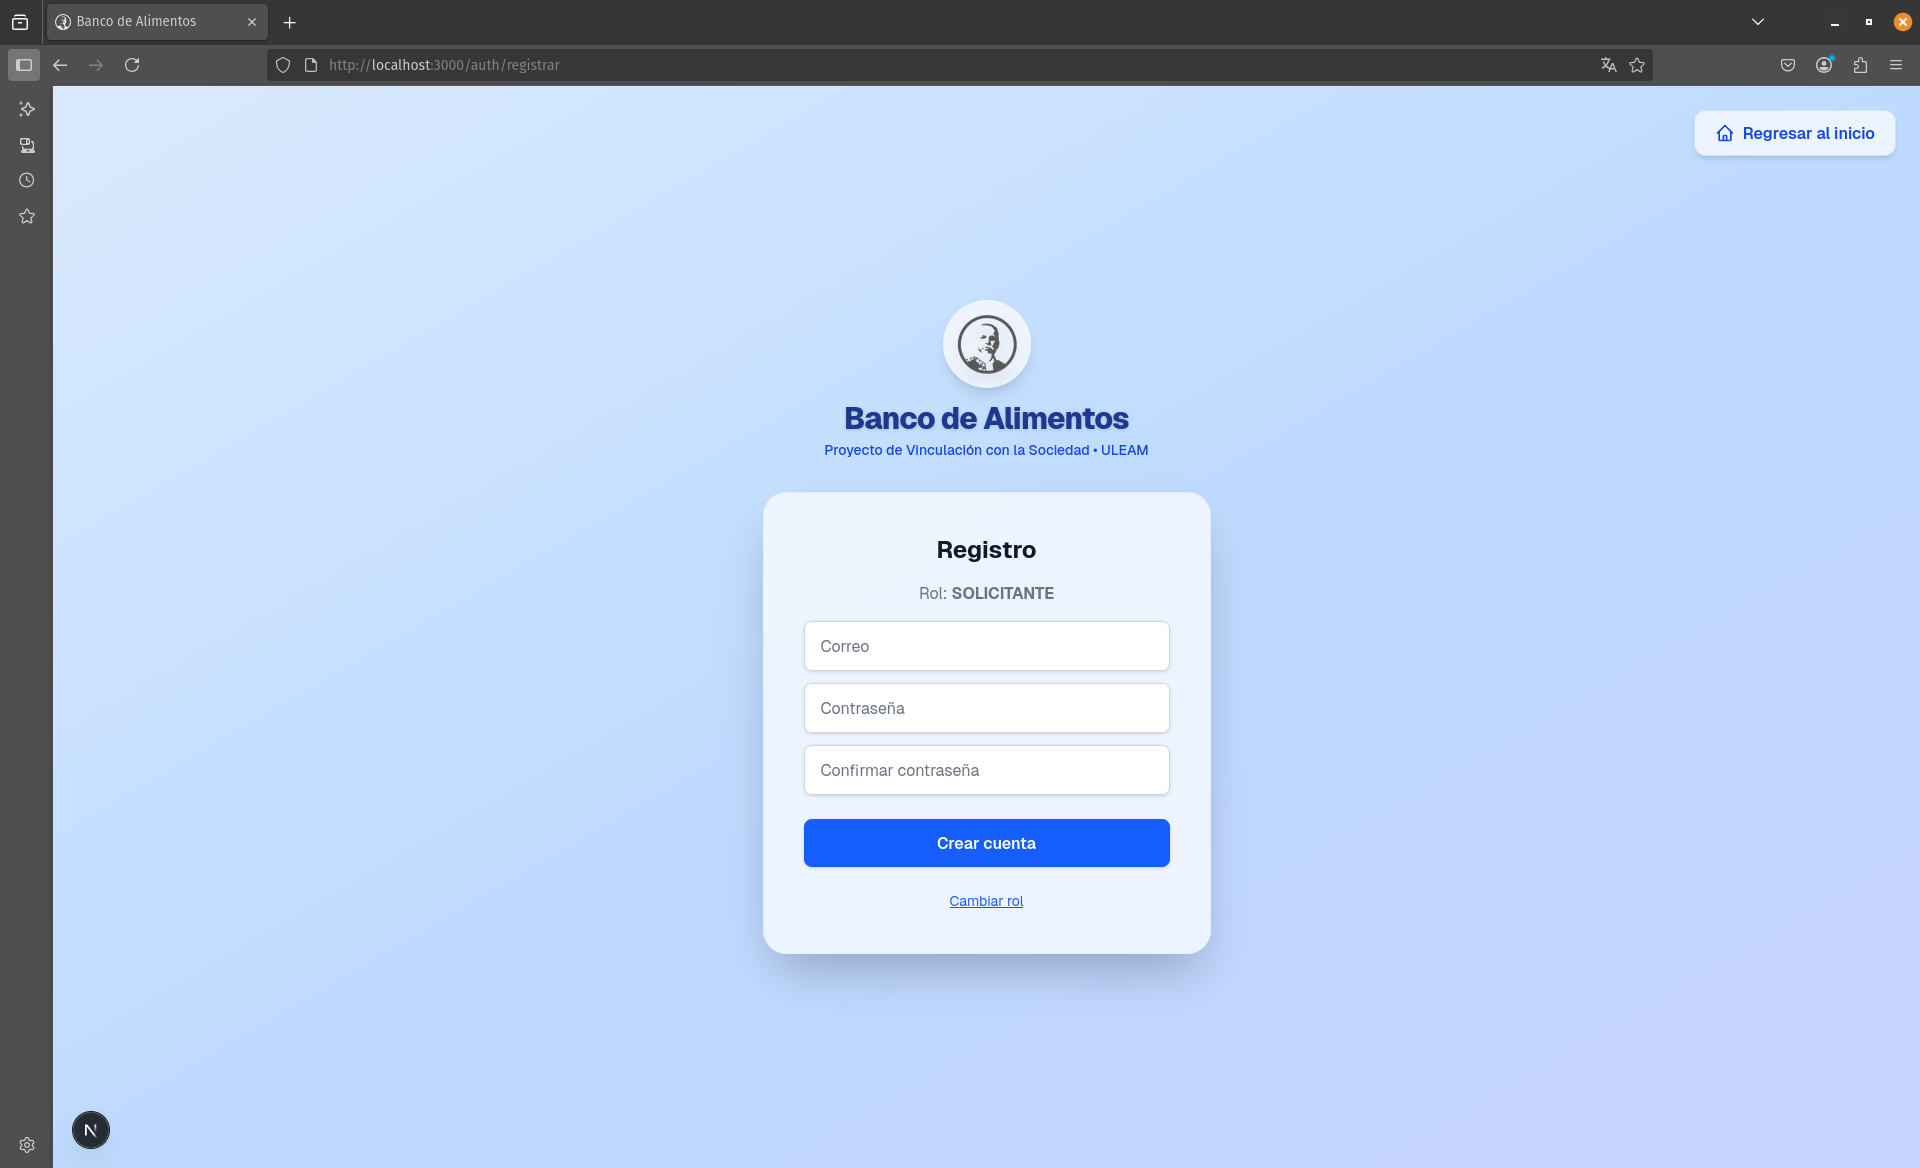 Banco de Alimentos
http://localhost:3000/auth/registrar
Regresar al inicio
Banco de Alimentos
Proyecto de Vinculación con la Sociedad • ULEAM
Registro
Rol: SOLICITANTE
Correo
Contraseña
Confirmar contraseña
Crear cuenta
Cambiar rol
N